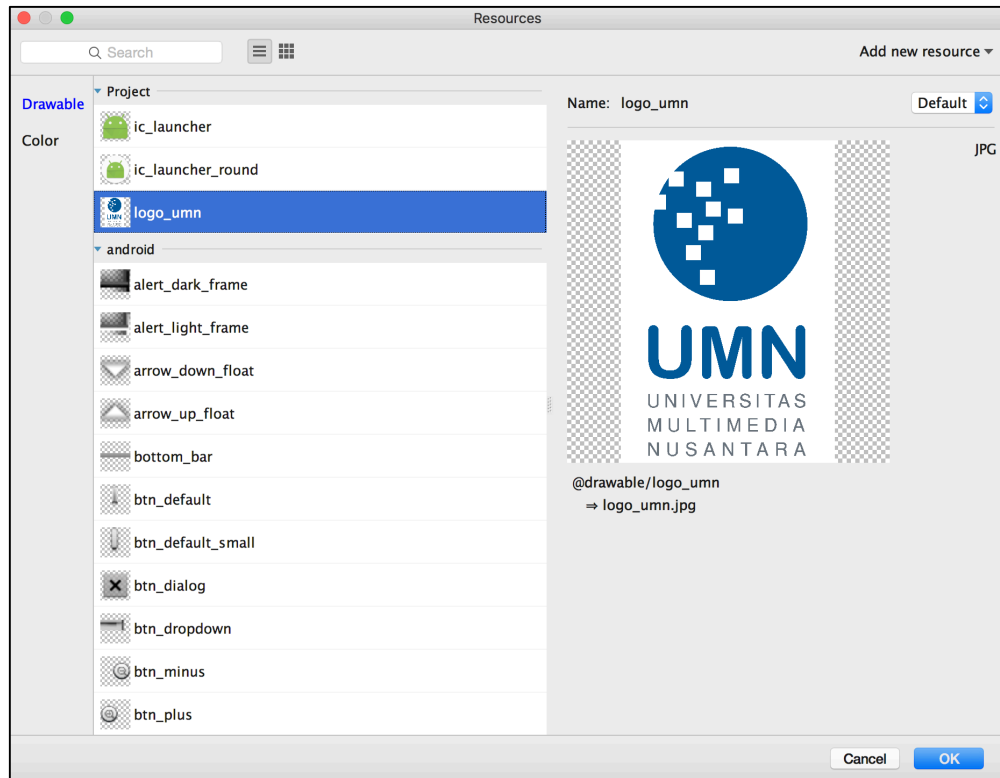 Resources
Search
Add new resource
Drawable
Color
Project
ic_launcher
ic_launcher_round
UMN
logo_umn
android
alert_dark_frame
alert_light_frame
arrow_down_float
arrow_up_float
bottom_bar
btn_default
btn_default_small
btn_dialog
btn_dropdown
btn_minus
btn_plus
Name: logo_umn
Default
JPG
UMN
UNIVERSITAS
MULTIMEDIA
NUSANTARA
@drawable/logo_umn
⇒ logo_umn.jpg
Cancel
OK